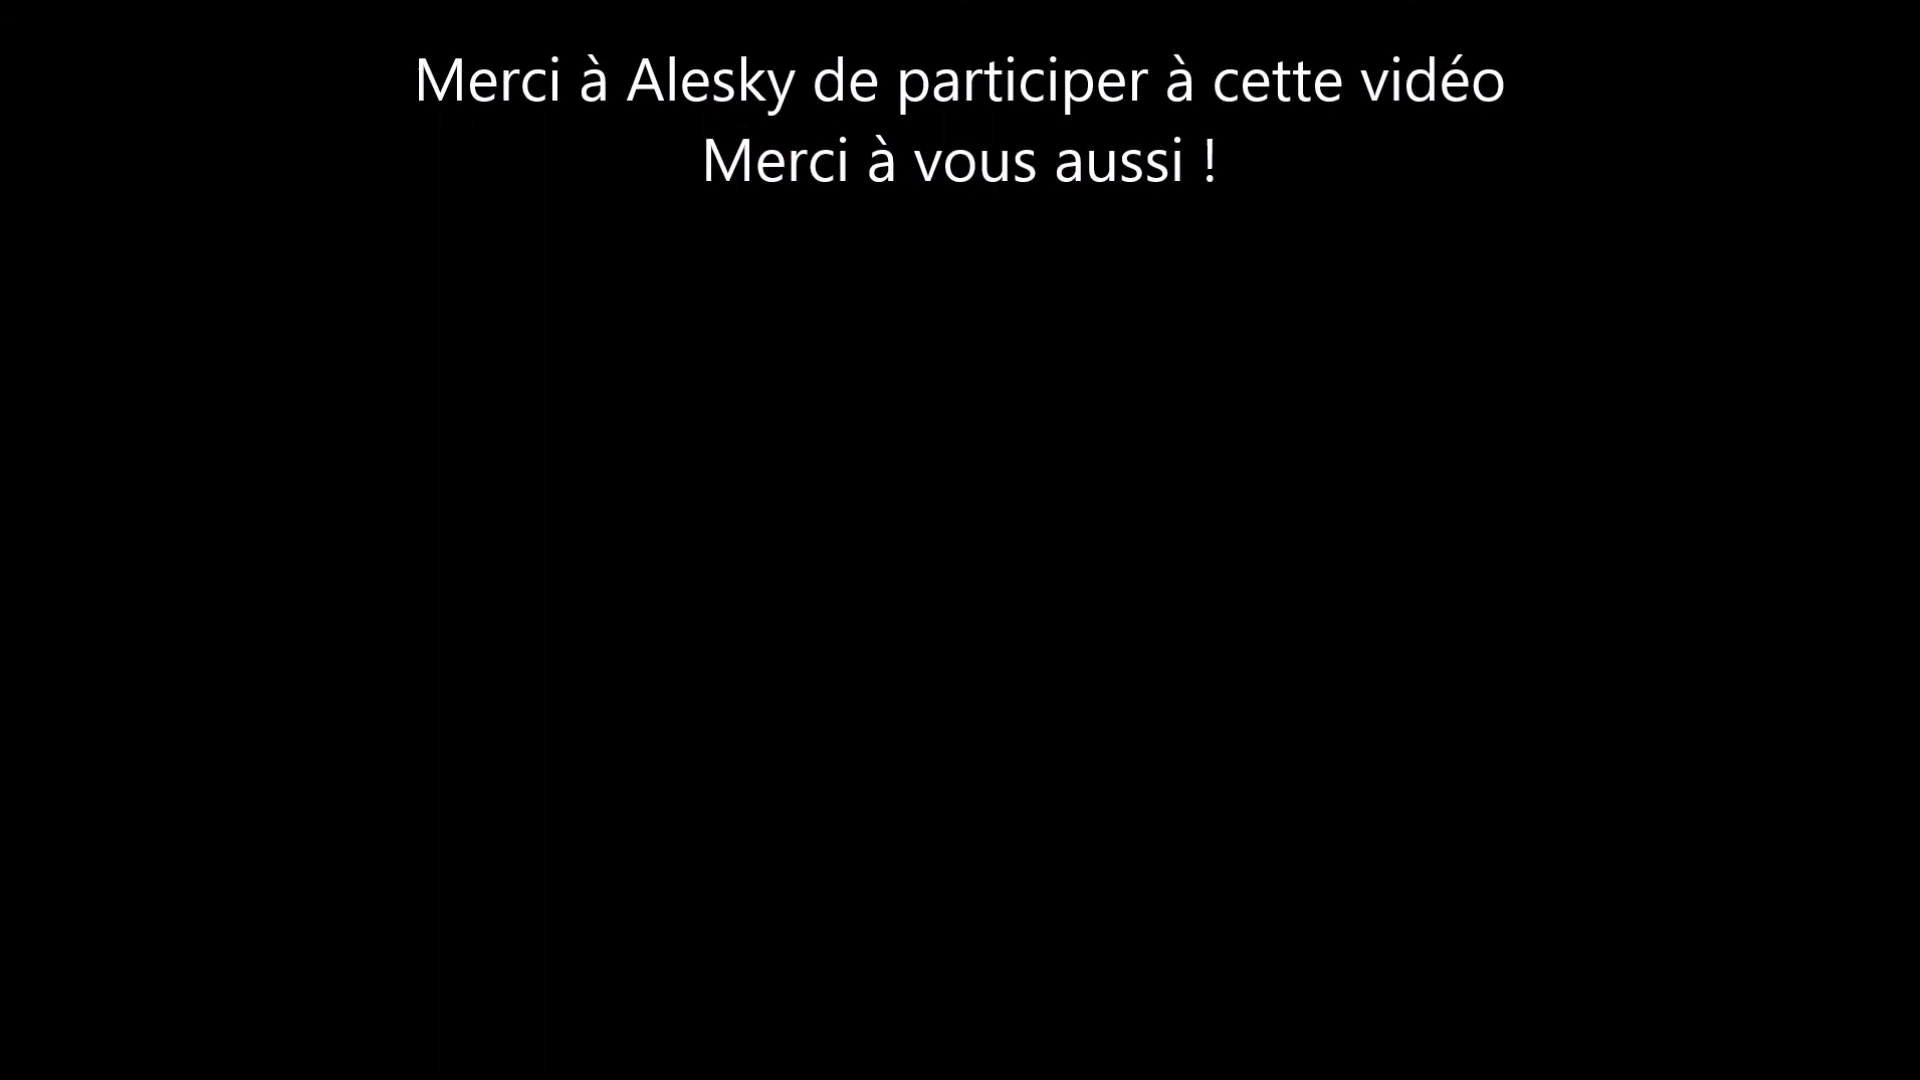 Merci à Alesky de participer à cette vidéo
Merci à vous aussi !